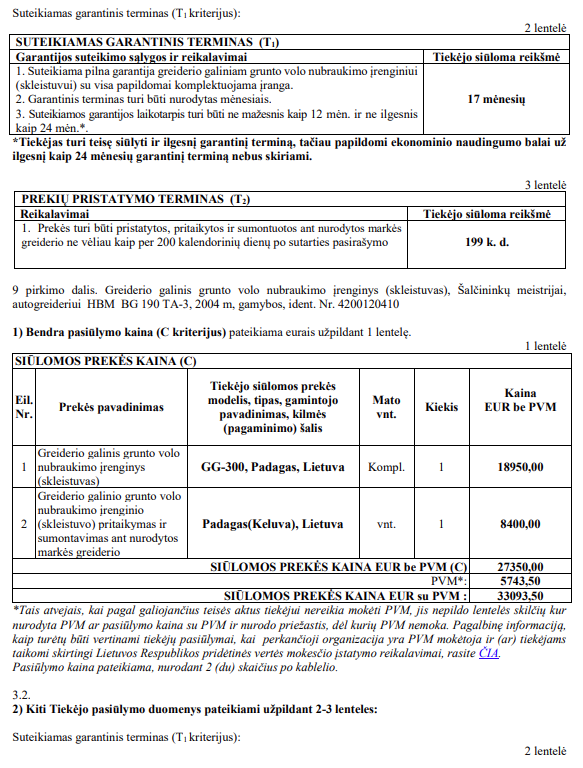 Suteikiamas garantinis terminas (T₁ kriterijus):
2 lentelė
SUTEIKIAMAS GARANTINIS TERMINAS (T₁)
Garantijos suteikimo sąlygos ir reikalavimai
Tiekėjo siūloma reikšmė
1. Suteikiama pilna garantija greiderio galiniam grunto volo nubraukimo įrenginiui
(skleistuvui) su visa papildomai komplektuojama įranga.
2. Garantinis terminas turi būti nurodytas mėnesiais.
3. Suteikiamos garantijos laikotarpis turi būti ne mažesnis kaip 12 mėn. ir ne ilgesnis
kaip 24 mėn.*.
17 mėnesių
*Tiekėjas turi teisę siūlyti ir ilgesnį garantinį terminą, tačiau papildomi ekonominio naudingumo balai už
ilgesnį kaip 24 mėnesių garantinį terminą nebus skiriami.
3 lentelė
PREKIŲ PRISTATYMO TERMINAS (T₂)
Reikalavimai
Tiekėjo siūloma reikšmė
1. Prekės turi būti pristatytos, pritaikytos ir sumontuotos ant nurodytos markės
greiderio ne vėliau kaip per 200 kalendorinių dienų po sutarties pasirašymo
199 k. d.
9 pirkimo dalis. Greiderio galinis grunto volo nubraukimo įrenginys (skleistuvas), Šalčininkų meistrijai,
autogreideriui HBM BG 190 TA-3, 2004 m, gamybos, ident. Nr. 4200120410
1) Bendra pasiūlymo kaina (C kriterijus) pateikiama eurais užpildant 1 lentelę.
1 lentelė
SIŪLOMOS PREKĖS KAINA (C)
Eil.
Nr.
Prekės pavadinimas
Tiekėjo siūlomos prekės
modelis, tipas, gamintojo
pavadinimas, kilmės
(pagaminimo) šalis
Mato
vnt.
Kiekis
Kaina
EUR be PVM
1
Greiderio galinis grunto volo
nubraukimo įrenginys
(skleistuvas)
GG-300, Padagas, Lietuva
Kompl.
1
18950,00
2
Greiderio galinio grunto volo
nubraukimo įrenginio
(skleistuvo) pritaikymas ir
sumontavimas ant nurodytos
markės greiderio
Padagas(Keluva), Lietuva
vnt.
1
8400,00
SIŪLOMOS PREKĖS KAINA EUR be PVM (C)
27350,00
PVM*:
5743,50
SIŪLOMOS PREKĖS KAINA EUR su PVM :
33093,50
*Tais atvejais, kai pagal galiojančius teisės aktus tiekėjui nereikia mokėti PVM, jis nepildo lentelės skilčių kur
nurodyta PVM ar pasiūlymo kaina su PVM ir nurodo priežastis, dėl kurių PVM nemoka. Pagalbinę informaciją,
kaip turėtų būti vertinami tiekėjų pasiūlymai, kai perkančioji organizacija yra PVM mokėtoja ir (ar) tiekėjams
taikomi skirtingi Lietuvos Respublikos pridėtinės vertės mokesčio įstatymo reikalavimai, rasite ČIA.
Pasiūlymo kaina pateikiama, nurodant 2 (du) skaičius po kablelio.
3.2.
2) Kiti Tiekėjo pasiūlymo duomenys pateikiami užpildant 2-3 lenteles:
Suteikiamas garantinis terminas (T₁ kriterijus):
2 lentelė